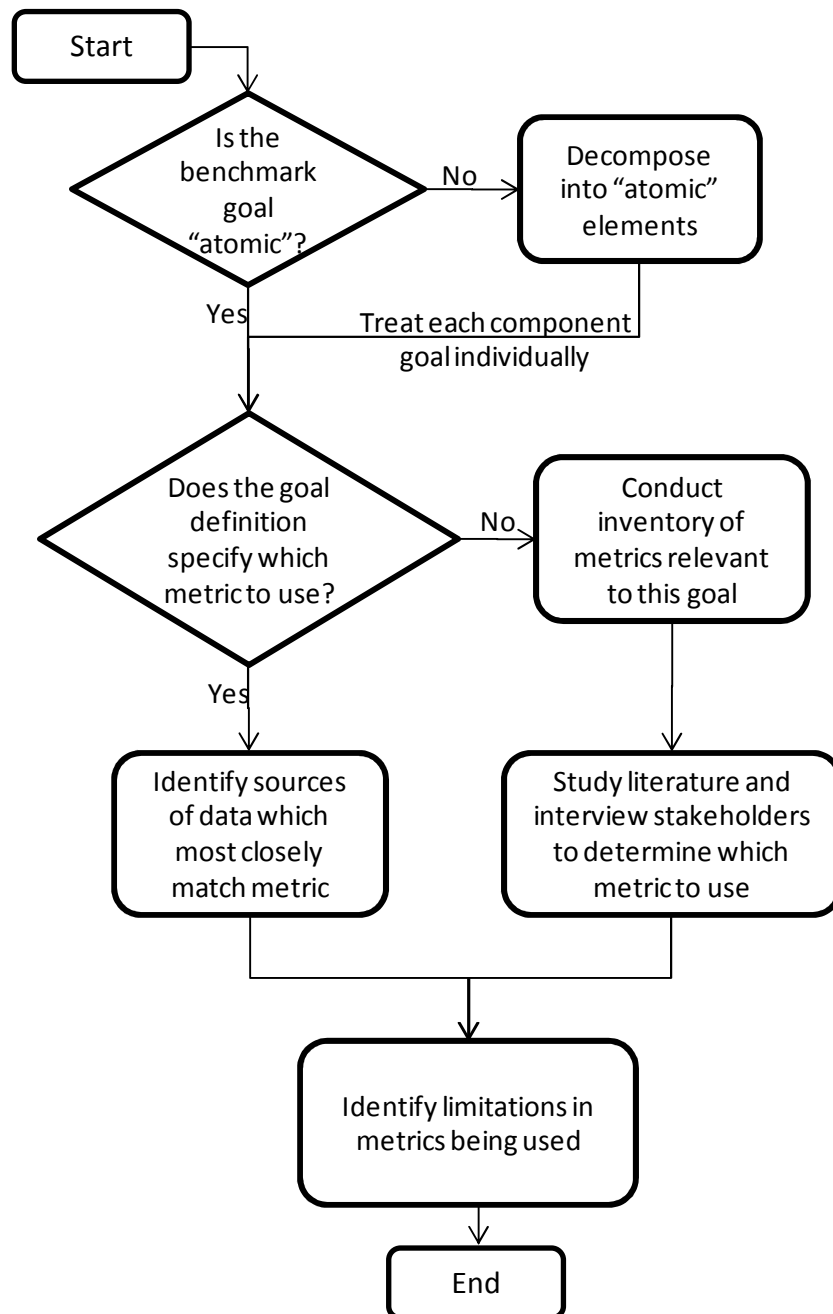 Start
Is the
benchmark
goal
“atomic”?
No
Decompose
into “atomic”
elements
Yes
Treat each component
goal individually
Does the goal
definition
specify which
metric to use?
No
Conduct
inventory of
metrics relevant
to this goal
Yes
Identify sources
of data which
most closely
match metric
Study literature and
interview stakeholders
to determine which
metric to use
Identify limitations in
metrics being used
End